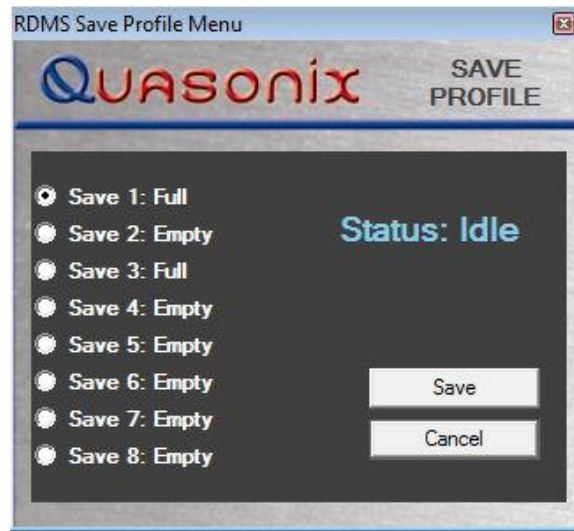 RDMS Save Profile Menu
Quasonix
SAVE
PROFILE
Save 1: Full
Save 2: Empty
Save 3: Full
Save 4: Empty
Save 5: Empty
Save 6: Empty
Save 7: Empty
Save 8: Empty
Status: Idle
Save
Cancel